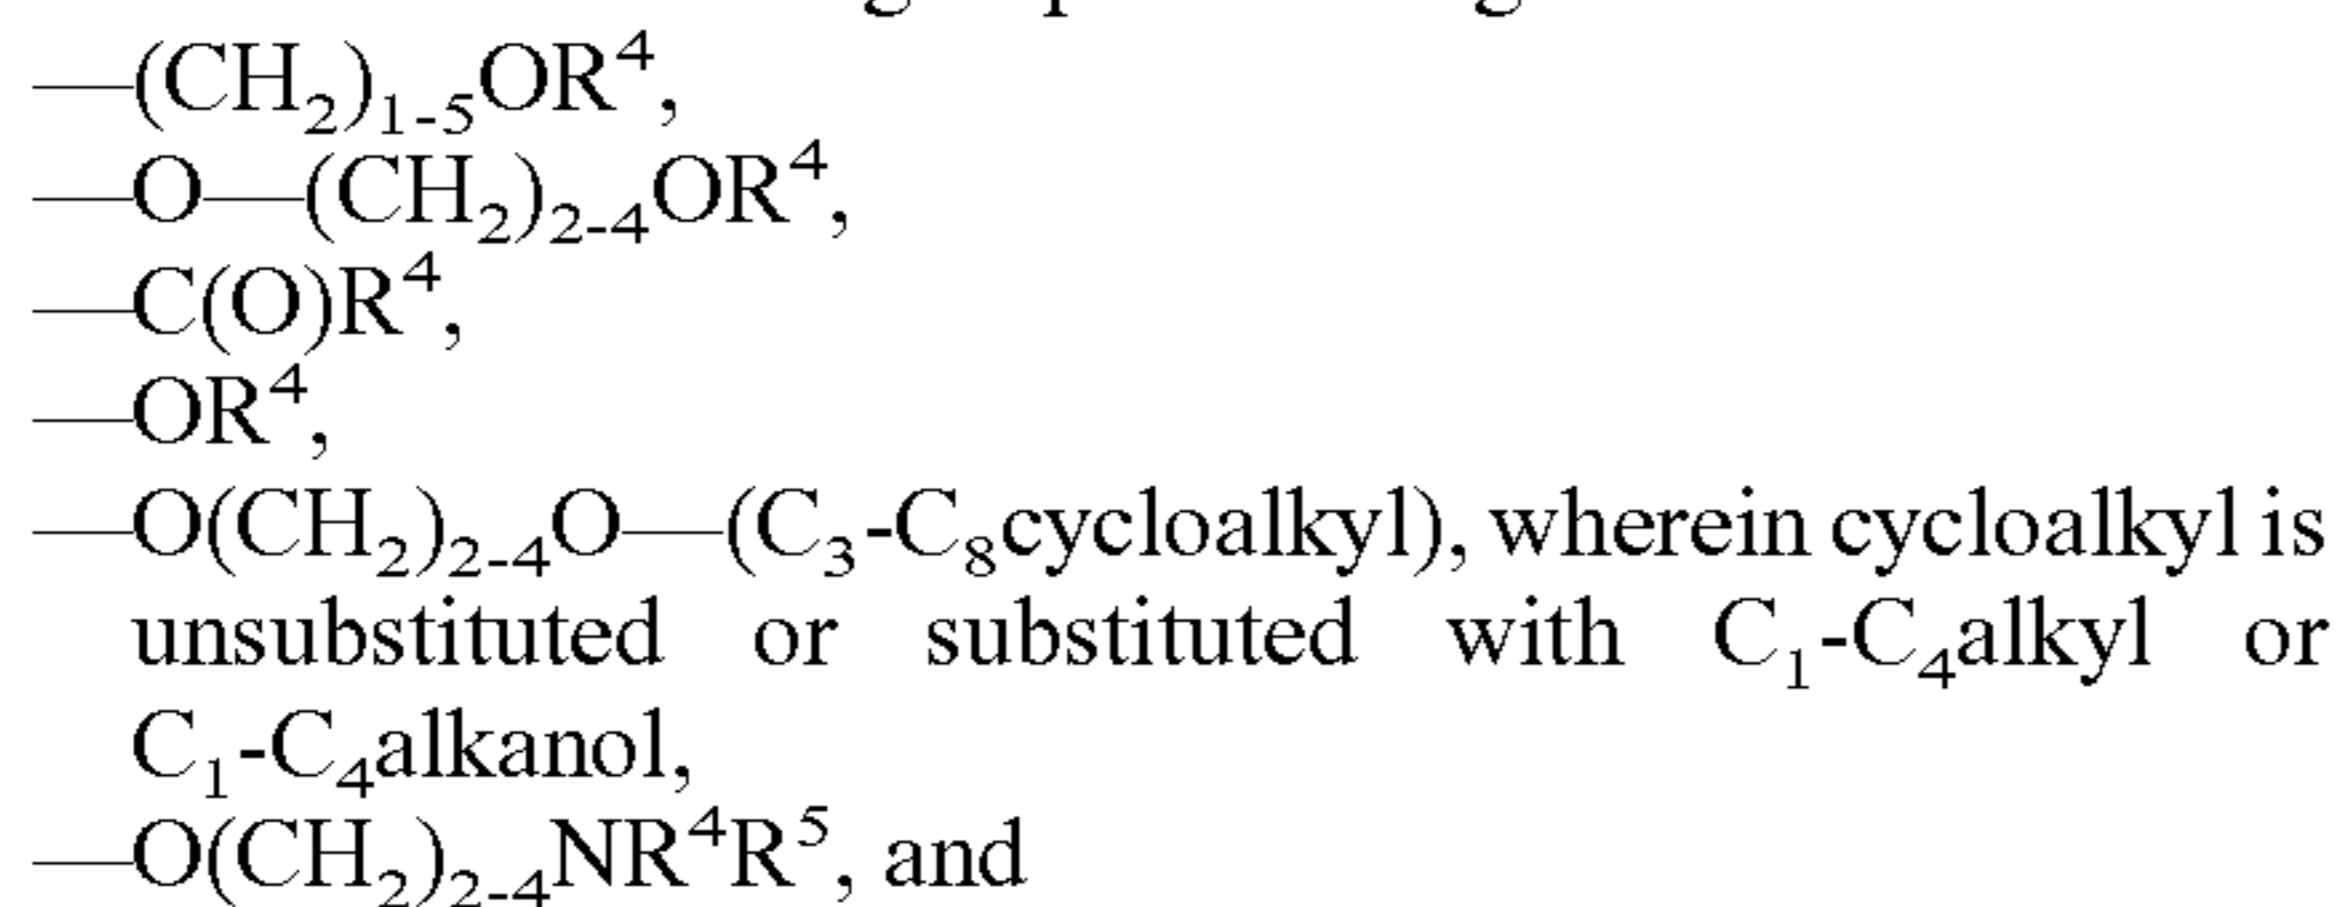 —(CH₂)₁₋₅OR⁴,
—O—(CH₂)₂₋₄OR⁴,
—C(O)R⁴,
—OR⁴,
—O(CH₂)₂₋₄O—(C₃-C₈cycloalkyl), wherein cycloalkyl is
unsubstituted or substituted with C₁-C₄alkyl or
C₁-C₄alkanol,
—O(CH₂)₂₋₄NR⁴R⁵, and